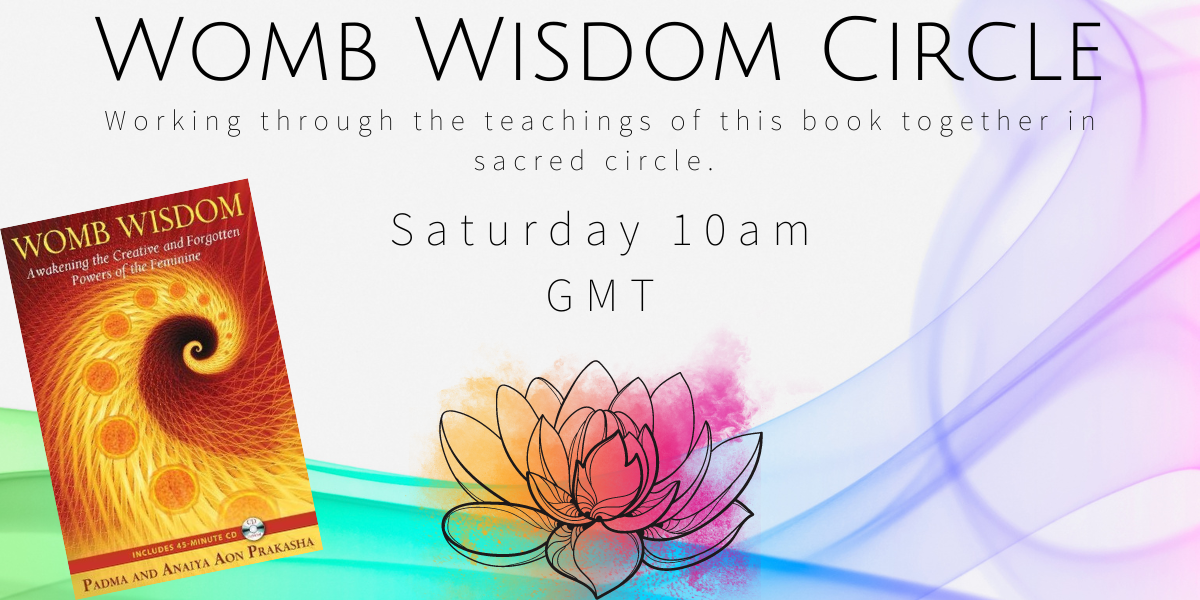 Womb Wisdom Circle
Working through the teachings of this book together in
sacred circle.
Saturday 10am
GMT
WOMB WISDOM
Awakening the Creative and Forgotten
Powers of the Feminine
INCLUDES 45-MINUTE CD
CD
PADMA AND ANAIYA AON PRAKASHA